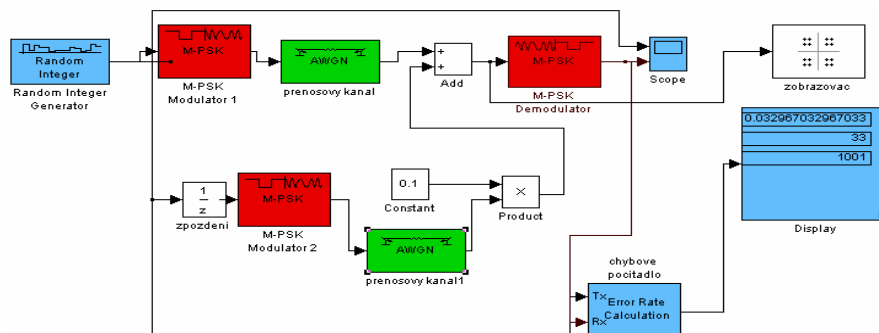 Random
Integer
Random Integer
Generator
M-PSK
M-PSK
Modulator 1
AWGN
prenosovy kanal
+
+
Add
M-PSK
M-PSK
Demodulator
Scope
zobrazovac
0.032967032967033
33
1001
Display
1
z
zpozdeni
M-PSK
M-PSK
Modulator 2
AWGN
prenosovy kanal1
0.1
Constant
×
Product
chybove
pocitadlo
Tx
Rx
Error Rate
Calculation